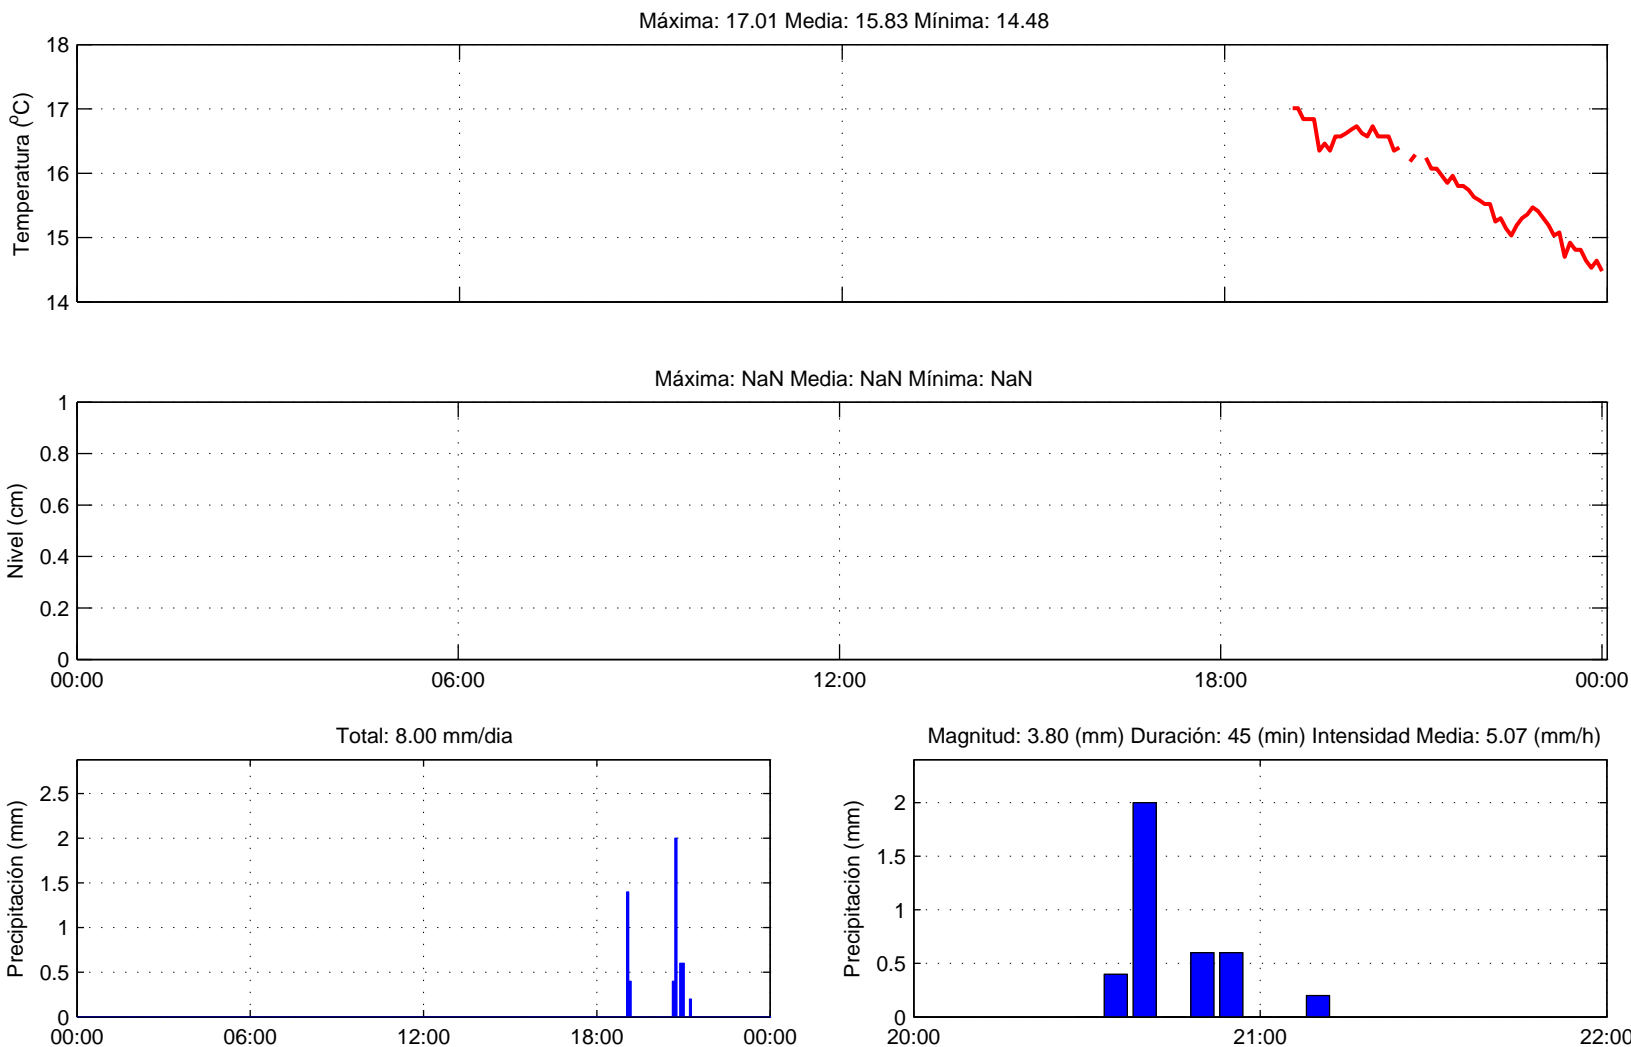 Máxima: 17.01 Media: 15.83 Mínima: 14.48
Temperatura (ºC)
18
17
16
15
14
Máxima: NaN Media: NaN Mínima: NaN
Nivel (cm)
1
0.8
0.6
0.4
0.2
0
00:00 06:00 12:00 18:00 00:00
Total: 8.00 mm/dia
Precipitación (mm)
2.5
2
1.5
1
0.5
0
00:00 06:00 12:00 18:00 00:00
Magnitud: 3.80 (mm) Duración: 45 (min) Intensidad Media: 5.07 (mm/h)
Precipitación (mm)
2
1.5
1
0.5
0
20:00 21:00 22:00